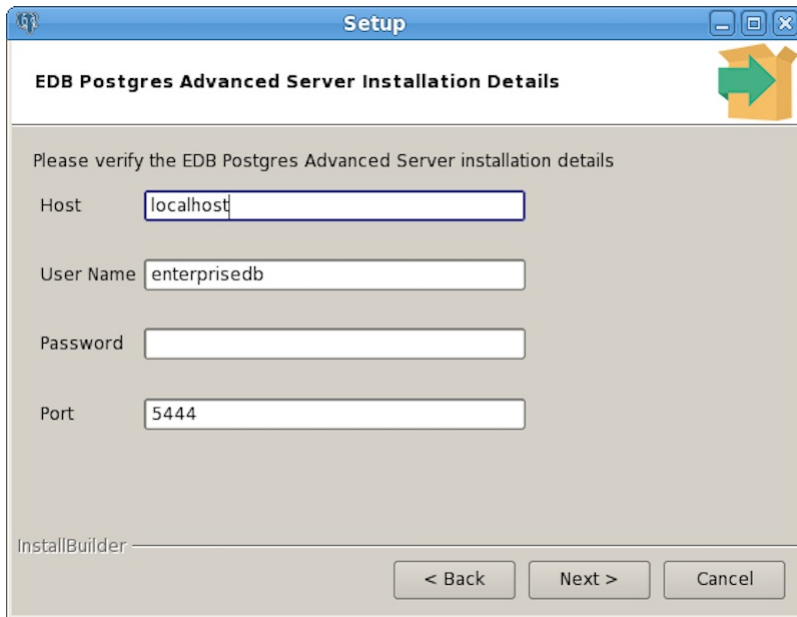 Setup
EDB Postgres Advanced Server Installation Details
Please verify the EDB Postgres Advanced Server installation details
Host localhost
User Name enterprisedb
Password
Port 5444
InstallBuilder
< Back Next > Cancel